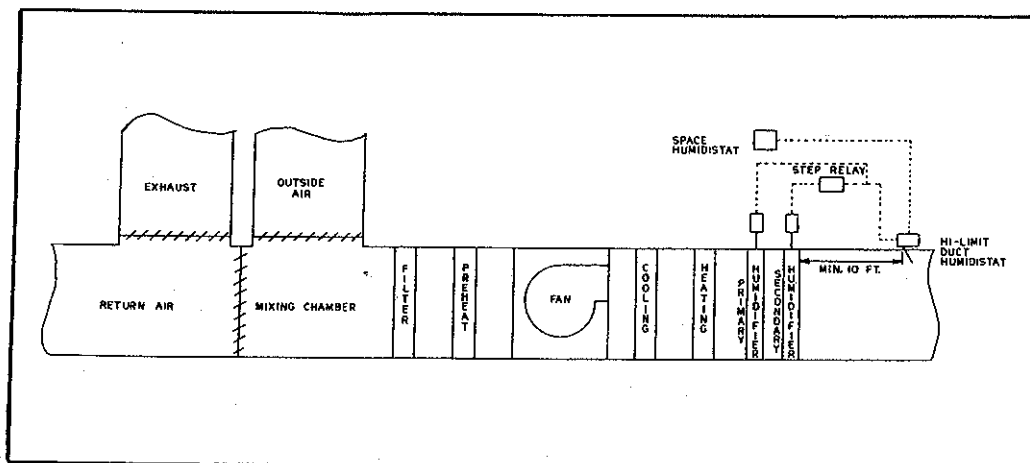 EXHAUST
OUTSIDE
AIR
SPACE
HUMIDISTAT
STEP RELAY
HI-LIMIT
DUCT
HUMIDISTAT
MIN. 10 FT.
RETURN AIR
MIXING CHAMBER
FILTER
PREHEAT
FAN
COOLING
HEATING
PRIMARY
HUMIDIFIER
SECONDARY
HUMIDIFIER